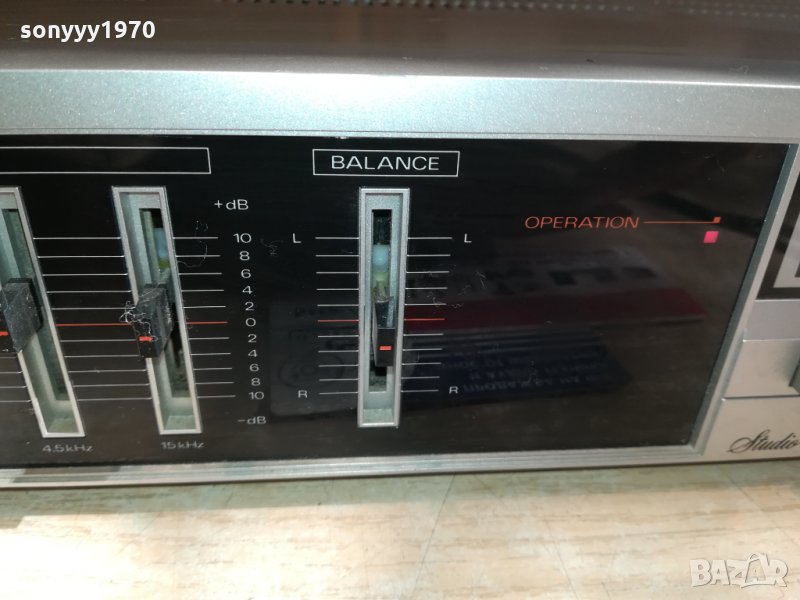 sonyyy1970
BALANCE
+dB
OPERATION
10 L L
8
6
4
2
0
2
4
6
8
10 R R
-dB
4.5kHz 15kHz
Studio
BAZAR